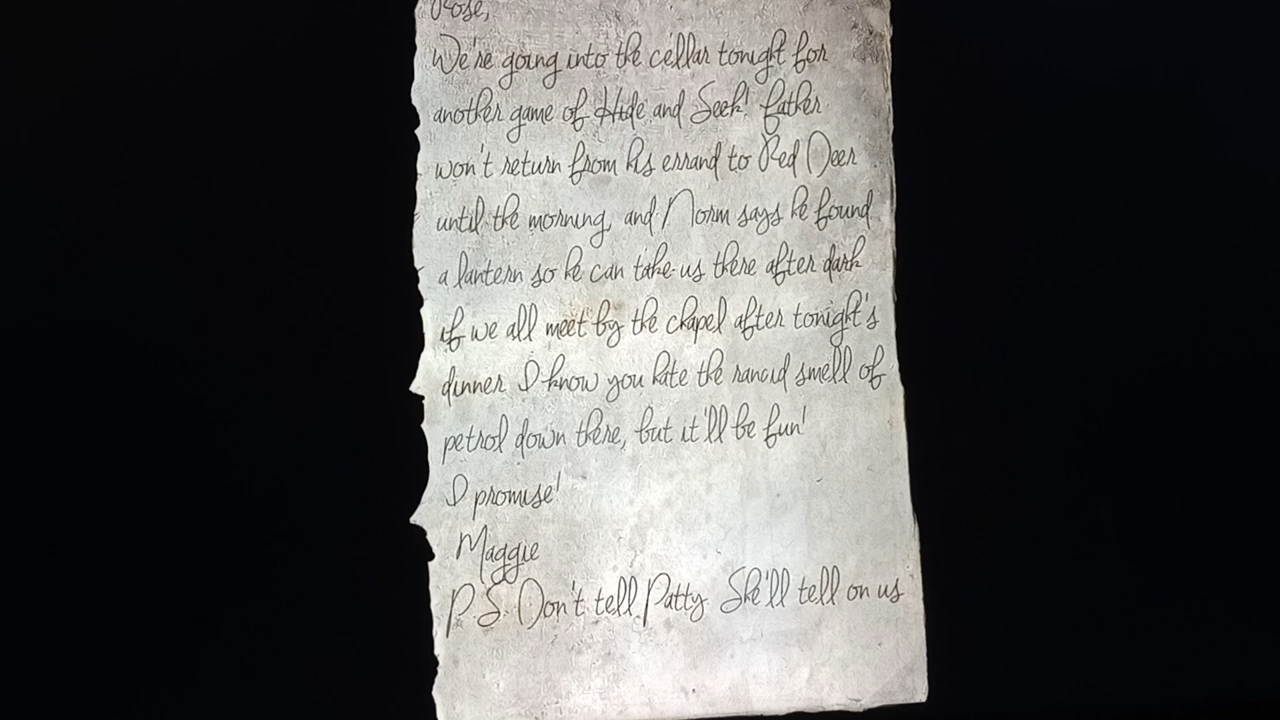 Rose,
We're going into the cellar tonight for
another game of Hide and Seek! Father
won't return from his errand to Red Deer
until the morning, and Norm says he found
a lantern so he can take us there after dark
if we all meet by the chapel after tonight's
dinner. I know you hate the rancid smell of
petrol down there, but it'll be fun!
I promise!
Maggie
P.S. Don't tell Patty. She'll tell on us